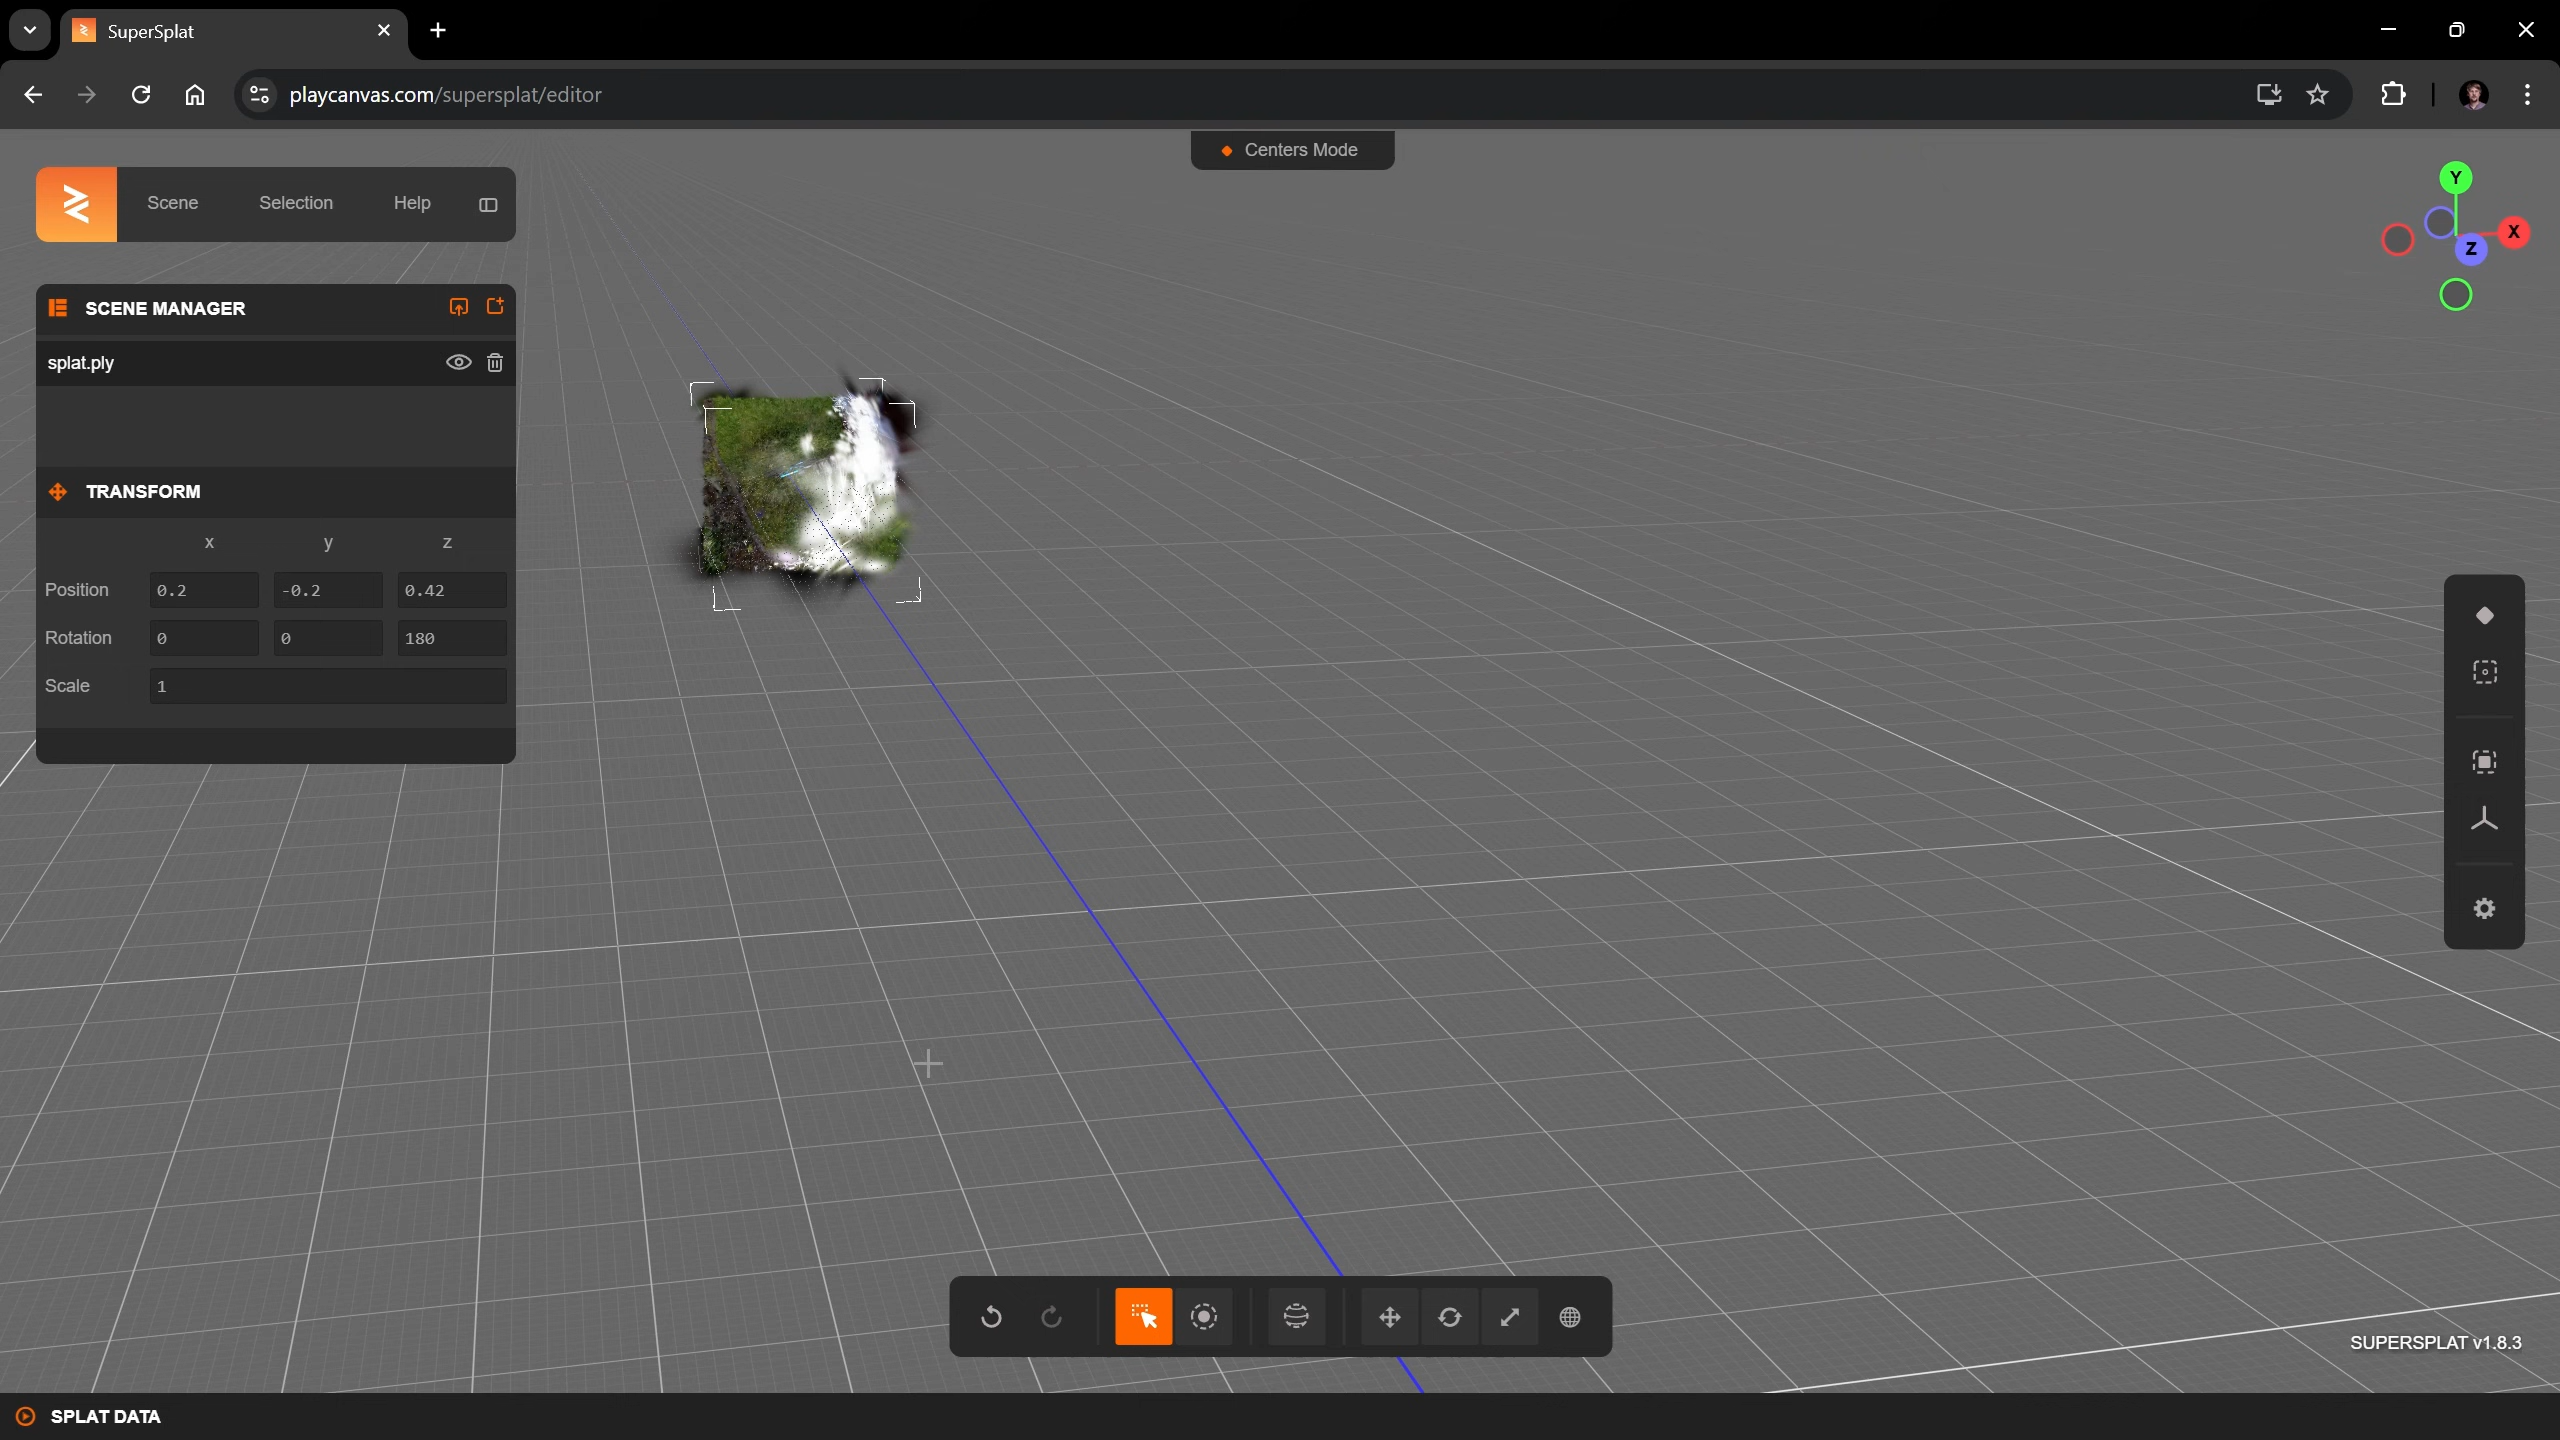 SuperSplat
playcanvas.com/supersplat/editor
Centers Mode
Scene Selection Help
Y
X
Z
SCENE MANAGER
splat.ply
TRANSFORM
x y z
Position 0.2 -0.2 0.42
Rotation 0 0 180
Scale 1
SUPERSPLAT v1.8.3
SPLAT DATA